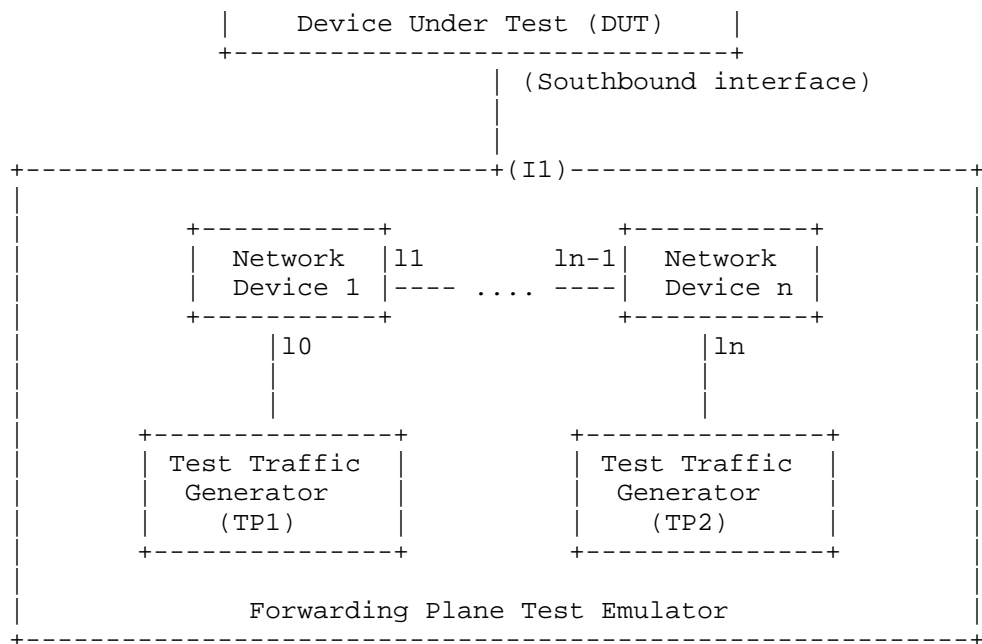 Device Under Test (DUT)
(Southbound interface)
(I1)
Network l1 ln-1 Network
Device 1 .... Device n
l0 ln
Test Traffic Test Traffic
Generator Generator
(TP1) (TP2)
Forwarding Plane Test Emulator